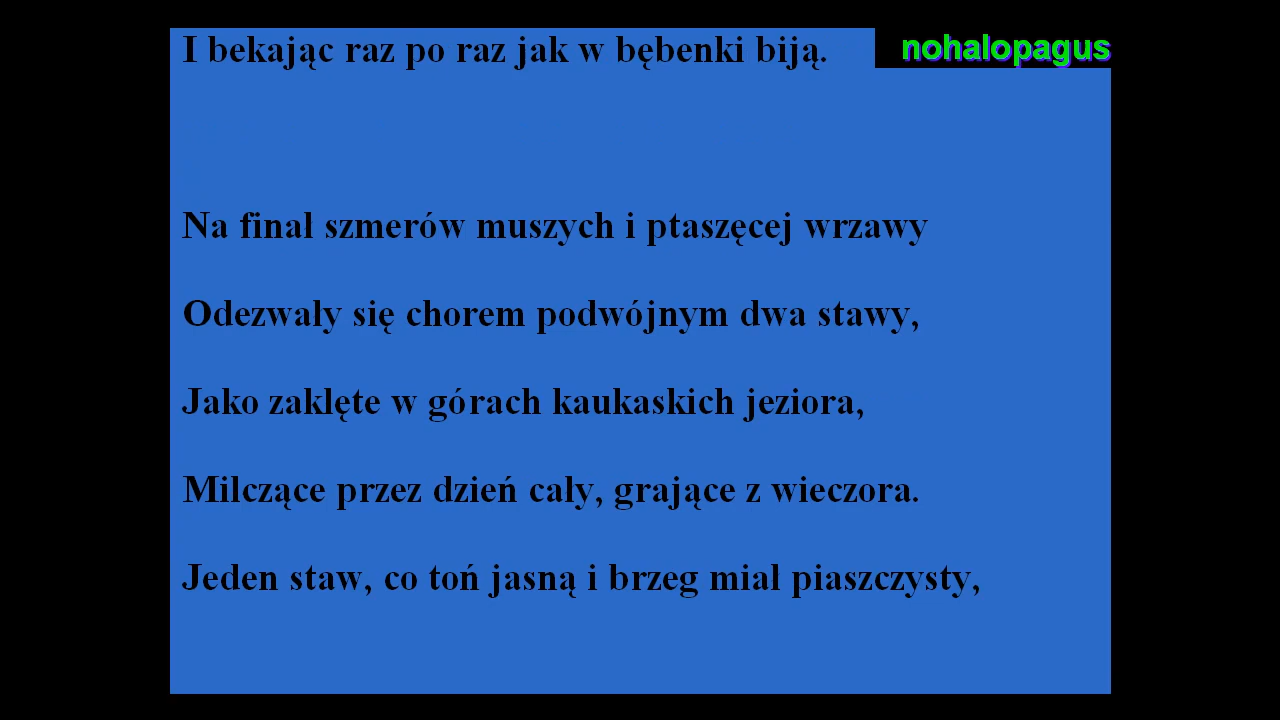 I bekając raz po raz jak w bębenki biją.
nohalopagus
Na finał szmerów muszych i ptaszęcej wrzawy
Odezwały się chorem podwójnym dwa stawy,
Jako zaklęte w górach kaukaskich jeziora,
Milczące przez dzień cały, grające z wieczora.
Jeden staw, co toń jasną i brzeg miał piaszczysty,